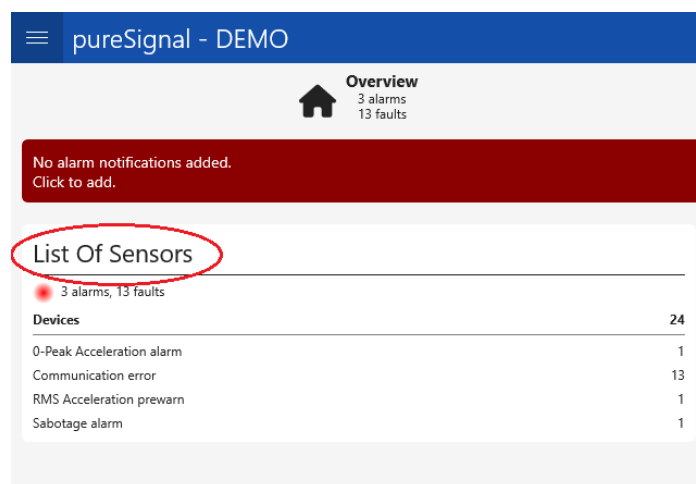 pureSignal - DEMO
Overview
3 alarms
13 faults
No alarm notifications added.
Click to add.
List Of Sensors
3 alarms, 13 faults
Devices 24
0-Peak Acceleration alarm 1
Communication error 13
RMS Acceleration prewarn 1
Sabotage alarm 1